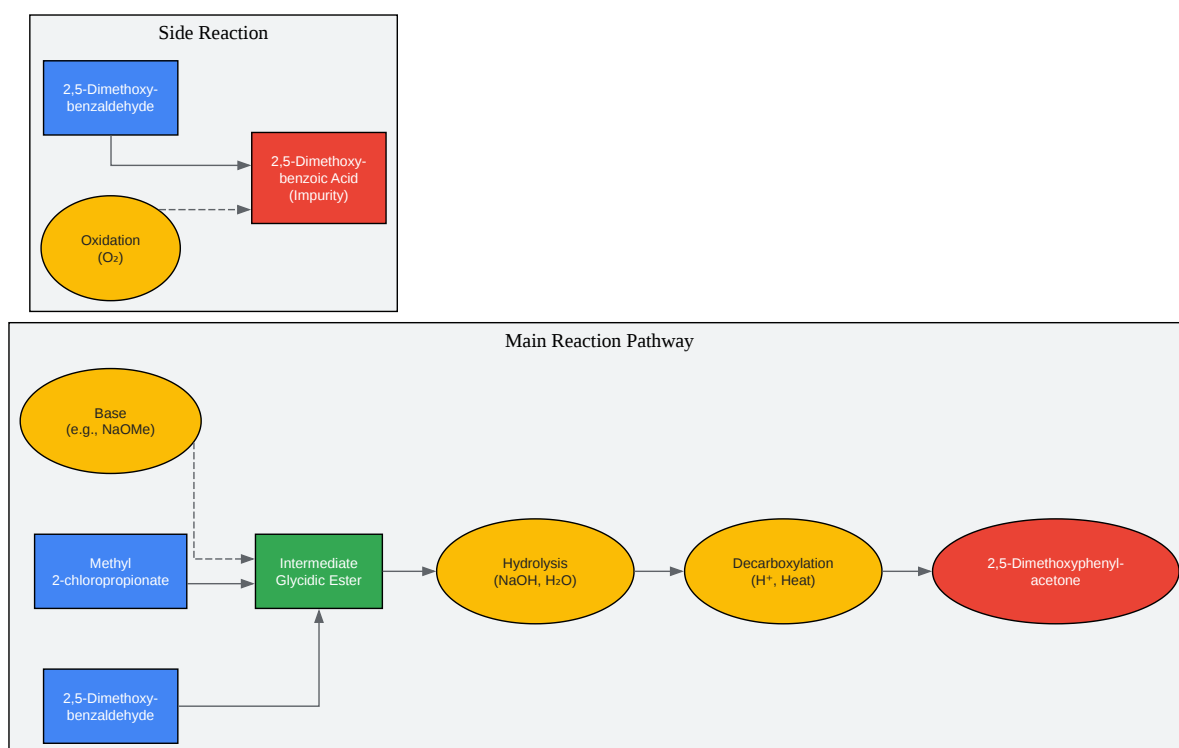 Side Reaction
2,5-Dimethoxy-
benzaldehyde
2,5-Dimethoxy-
benzoic Acid
(Impurity)
Oxidation
(O₂)
Main Reaction Pathway
Base
(e.g., NaOMe)
Methyl
2-chloropropionate
Intermediate
Glycidic Ester
Hydrolysis
(NaOH, H₂O)
Decarboxylation
(H⁺, Heat)
2,5-Dimethoxyphenyl-
acetone
2,5-Dimethoxy-
benzaldehyde